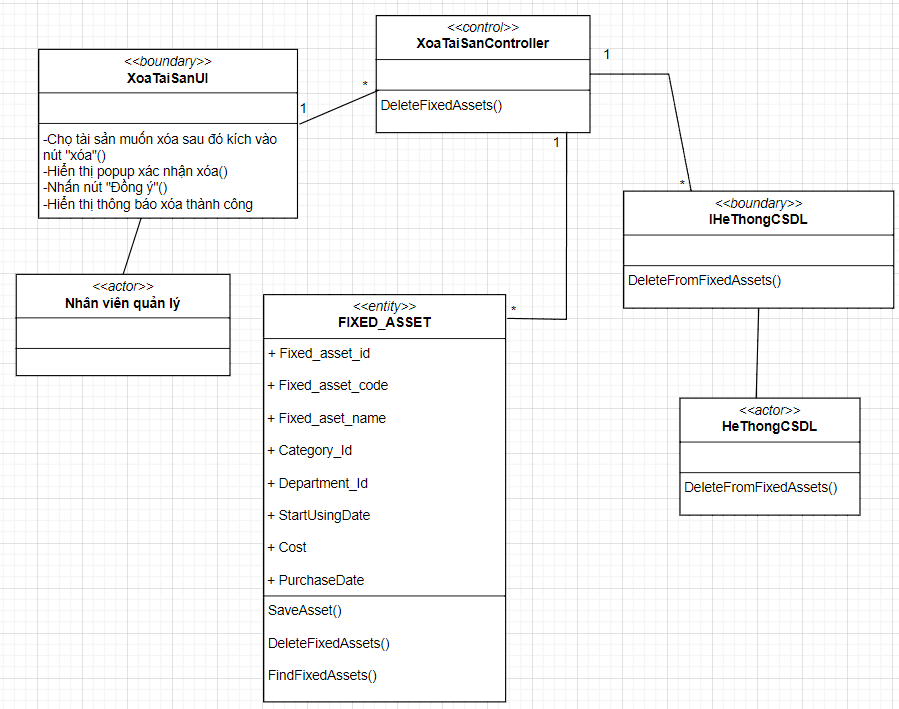 <<control>>
XoaTaiSanController
DeleteFixedAssets()
1
*
1
<<boundary>>
XoaTaiSanUI
-Chọ tài sản muốn xóa sau đó kích vào
nút "xóa"()
-Hiển thị popup xác nhận xóa()
-Nhấn nút "Đồng ý"()
-Hiển thị thông báo xóa thành công
1
*
<<boundary>>
IHeThongCSDL
DeleteFromFixedAssets()
<<actor>>
Nhân viên quản lý
<<entity>>
FIXED_ASSET
*
+ Fixed_asset_id
+ Fixed_asset_code
+ Fixed_aset_name
+ Category_Id
+ Department_Id
+ StartUsingDate
+ Cost
+ PurchaseDate
SaveAsset()
DeleteFixedAssets()
FindFixedAssets()
<<actor>>
HeThongCSDL
DeleteFromFixedAssets()